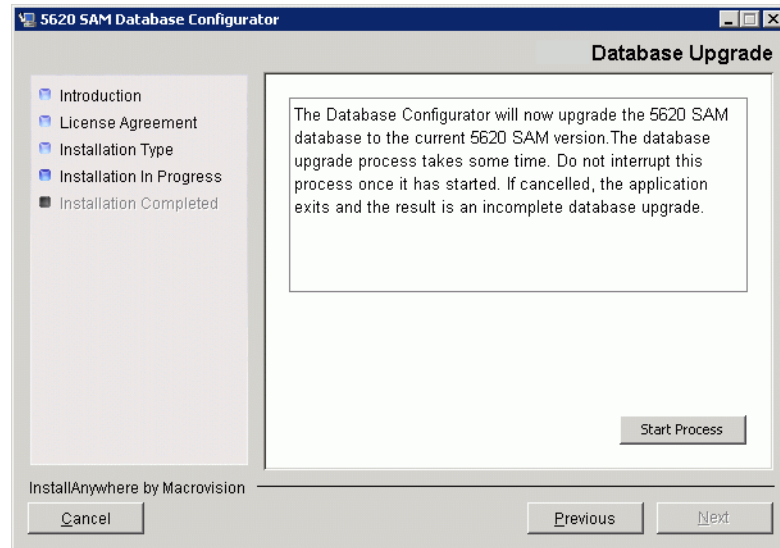 5620 SAM Database Configurator
Database Upgrade
Introduction
License Agreement
Installation Type
Installation In Progress
Installation Completed
The Database Configurator will now upgrade the 5620 SAM
database to the current 5620 SAM version.The database
upgrade process takes some time. Do not interrupt this
process once it has started. If cancelled, the application
exits and the result is an incomplete database upgrade.
Start Process
InstallAnywhere by Macrovision
Cancel
Previous
Next